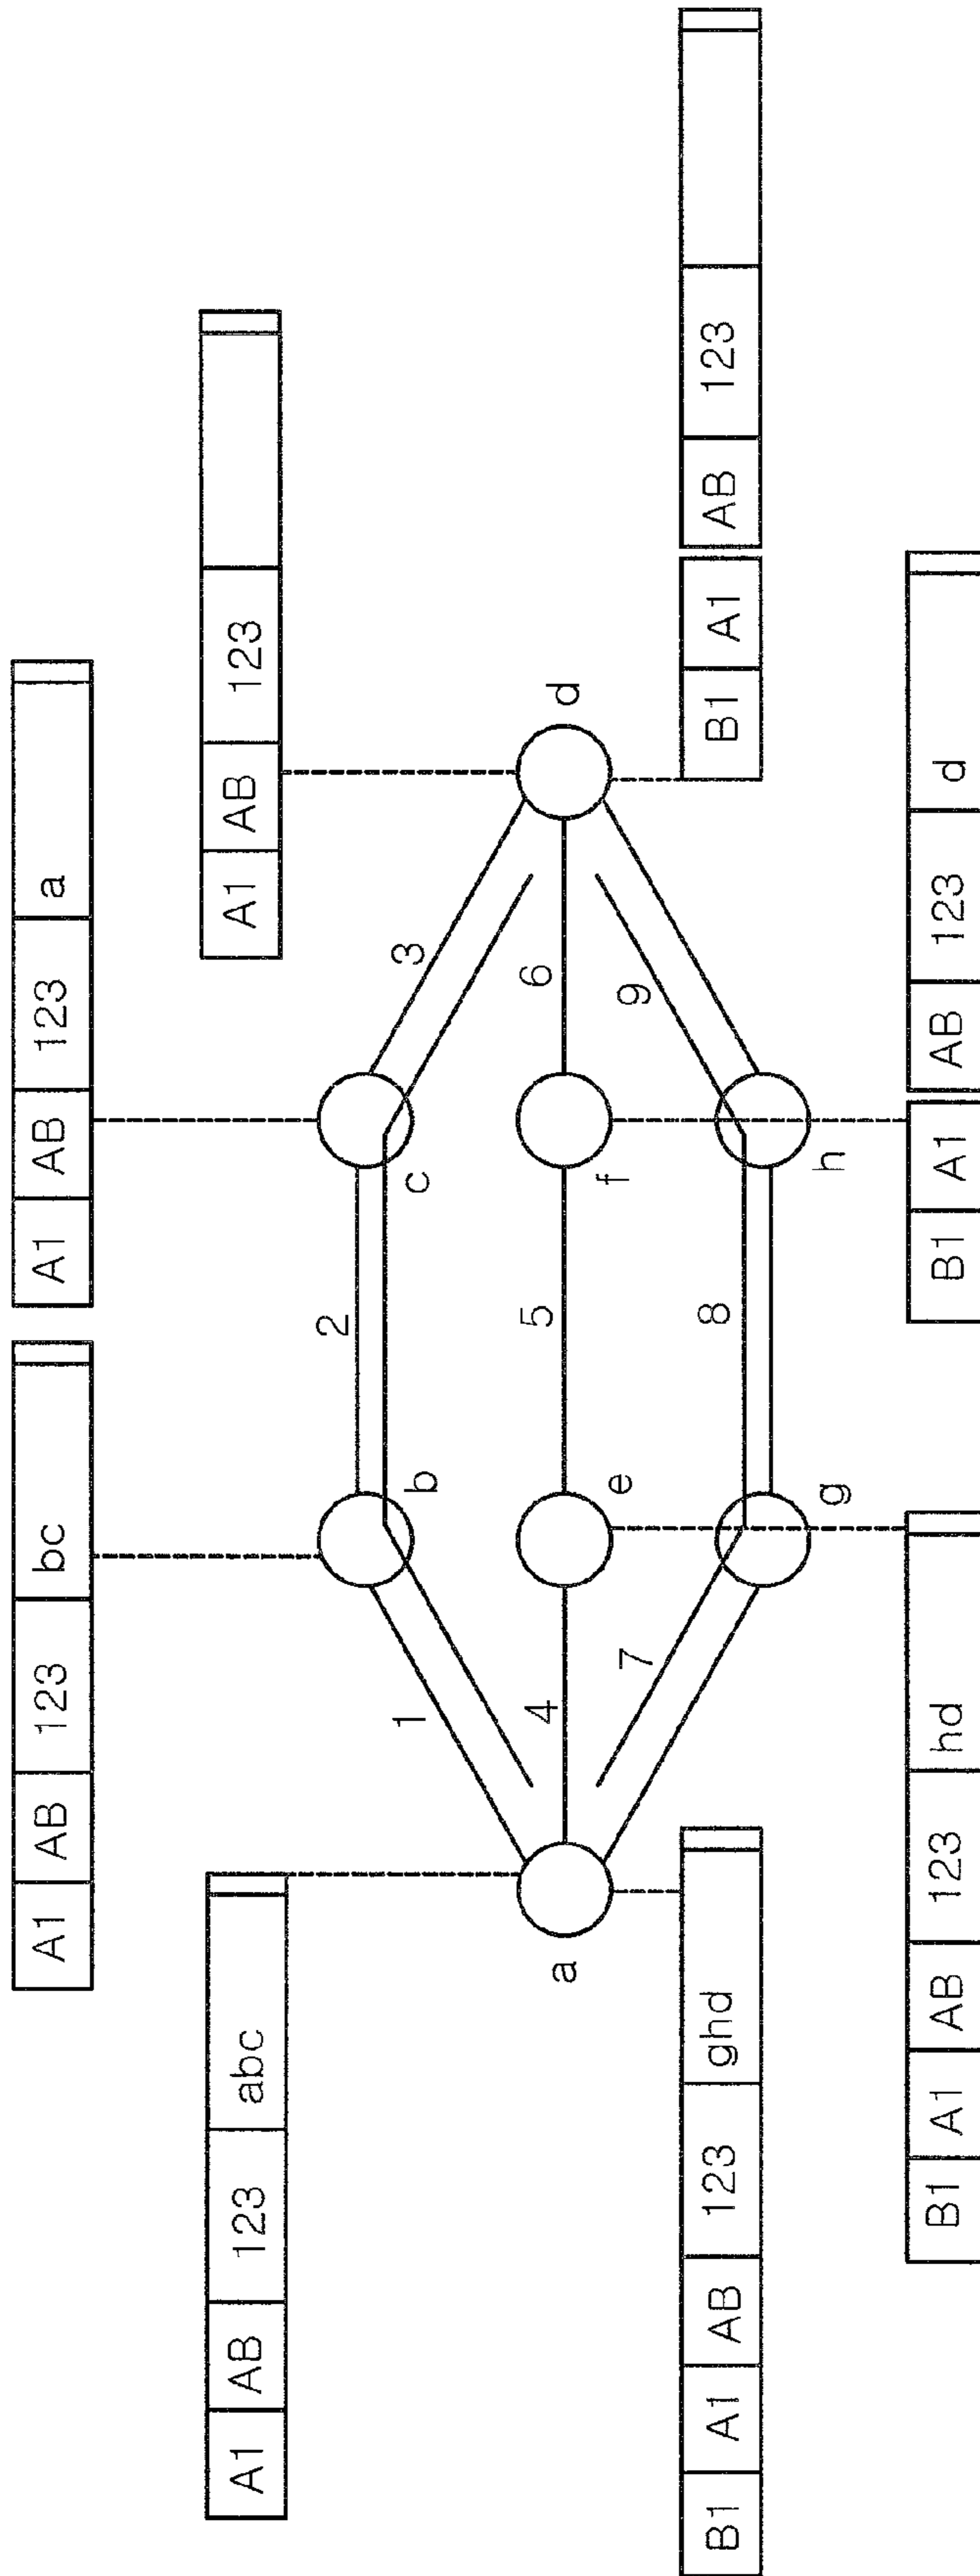 A1 AB 123 bc A1 AB 123 a
A1 AB 123 abc A1 AB 123
2
1 3
b c
4 5 6
a d
e f
7 9
8
B1 A1 AB 123 ghd B1 A1 AB 123
g h
B1 A1 AB 123 hd B1 A1 AB 123 d